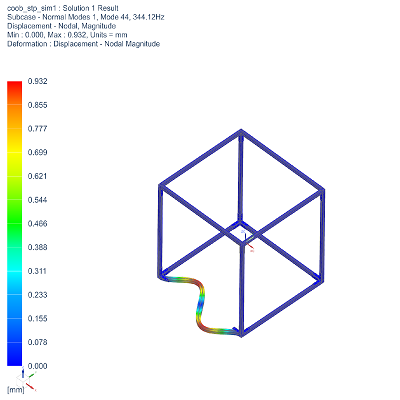 coob_stp_sim1 : Solution 1 Result
Subcase - Normal Modes 1, Mode 44, 344.12Hz
Displacement - Nodal, Magnitude
Min : 0.000, Max : 0.932, Units = mm
Deformation : Displacement - Nodal Magnitude
0.932
0.855
0.777
0.699
0.621
0.544
0.466
0.388
0.311
0.233
0.155
0.078
0.000
[mm]